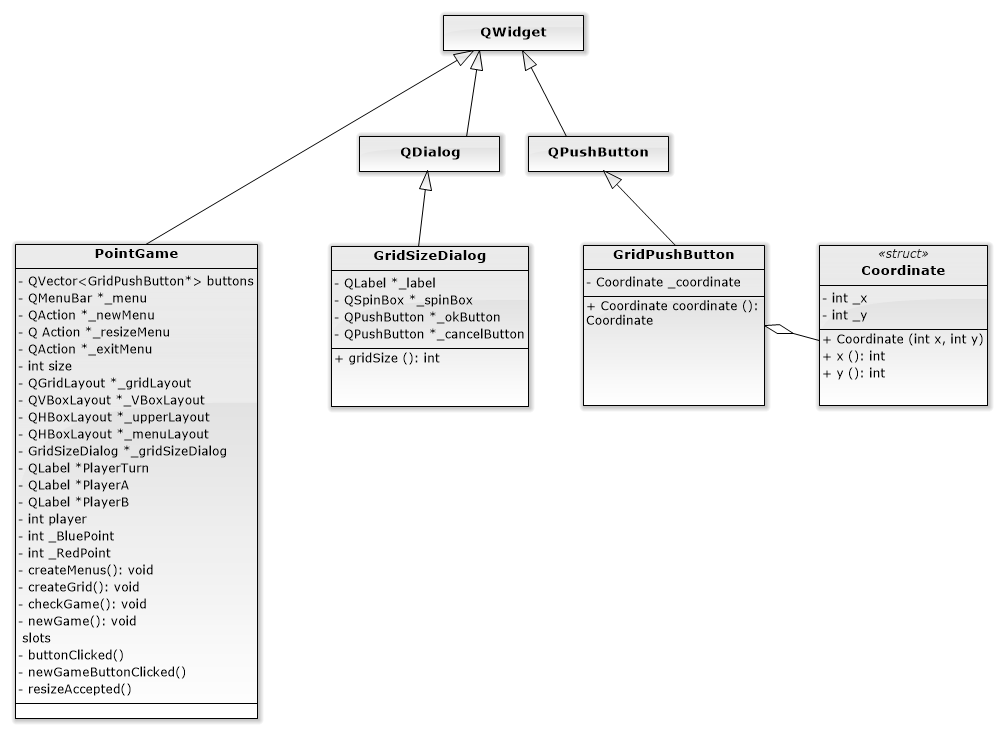 QWidget
QDialog
QPushButton
PointGame
- QVector<GridPushButton*> buttons
- QMenuBar *_menu
- QAction *_newMenu
- Q Action *_resizeMenu
- QAction *_exitMenu
- int size
- QGridLayout *_gridLayout
- QVBoxLayout *_VBoxLayout
- QHBoxLayout *_upperLayout
- QHBoxLayout *_menuLayout
- GridSizeDialog *_gridSizeDialog
- QLabel *PlayerTurn
- QLabel *PlayerA
- QLabel *PlayerB
- int player
- int _BluePoint
- int _RedPoint
- createMenus(): void
- createGrid(): void
- checkGame(): void
- newGame(): void
slots
- buttonClicked()
- newGameButtonClicked()
- resizeAccepted()
GridSizeDialog
- QLabel *_label
- QSpinBox *_spinBox
- QPushButton *_okButton
- QPushButton *_cancelButton
+ gridSize (): int
GridPushButton
- Coordinate _coordinate
+ Coordinate coordinate ():
Coordinate
«struct»
Coordinate
- int _x
- int _y
+ Coordinate (int x, int y)
+ x (): int
+ y (): int